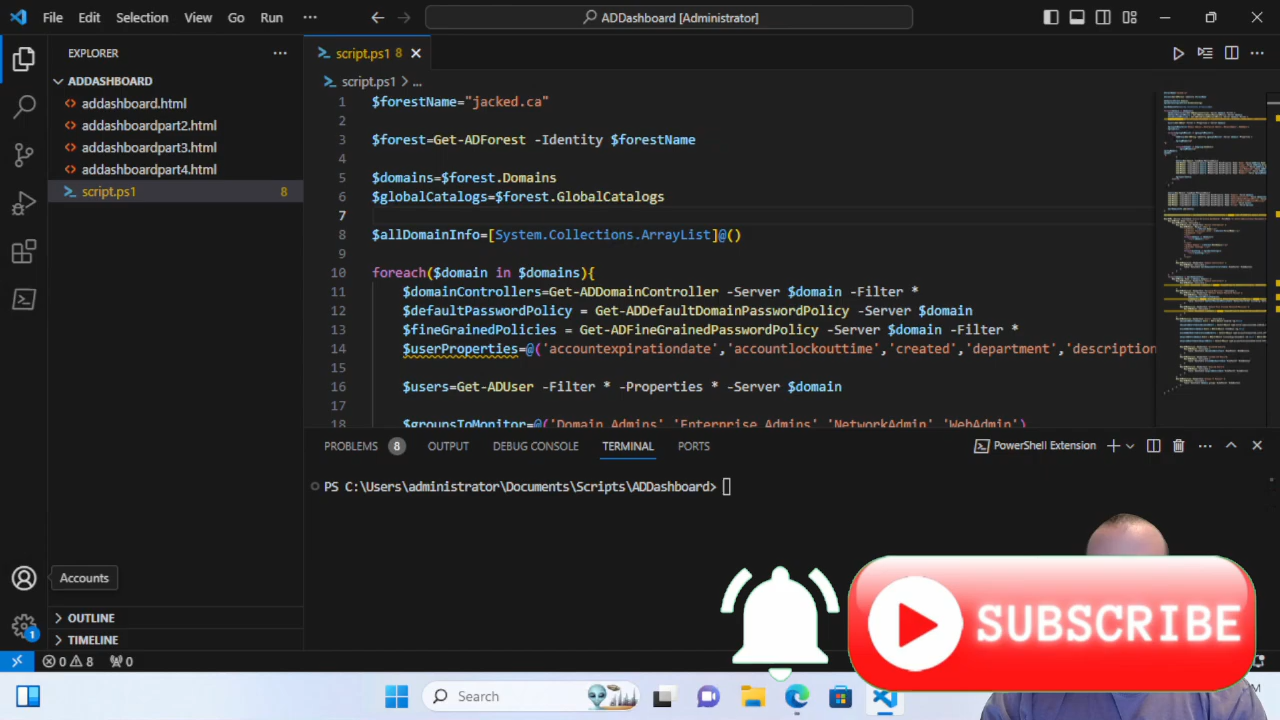 File Edit Selection View Go Run ··· ADDashboard [Administrator]
EXPLORER
ADDASHBOARD
addashboard.html
addashboardpart2.html
addashboardpart3.html
addashboardpart4.html
script.ps1 8
Accounts
OUTLINE
TIMELINE
script.ps1 8
script.ps1 > ...
1 $forestName="jacked.ca"
2
3 $forest=Get-ADForest -Identity $forestName
4
5 $domains=$forest.Domains
6 $globalCatalogs=$forest.GlobalCatalogs
7
8 $allDomainInfo=[System.Collections.ArrayList]@()
9
10 foreach($domain in $domains){
11 $domainControllers=Get-ADDomainController -Server $domain -Filter *
12 $defaultPasswordPolicy = Get-ADDefaultDomainPasswordPolicy -Server $domain
13 $fineGrainedPolicies = Get-ADFineGrainedPasswordPolicy -Server $domain -Filter *
14 $userProperties=@('accountexpirationdate','accountlockouttime','created','department','description
15
16 $users=Get-ADUser -Filter * -Properties * -Server $domain
17
18 $groupsToMonitor=@('Domain Admins','Enterprise Admins','NetworkAdmin','WebAdmin')
PROBLEMS 8 OUTPUT DEBUG CONSOLE TERMINAL PORTS PowerShell Extension
PS C:\Users\administrator\Documents\Scripts\ADDashboard>
SUBSCRIBE
1
0 8 0
Search